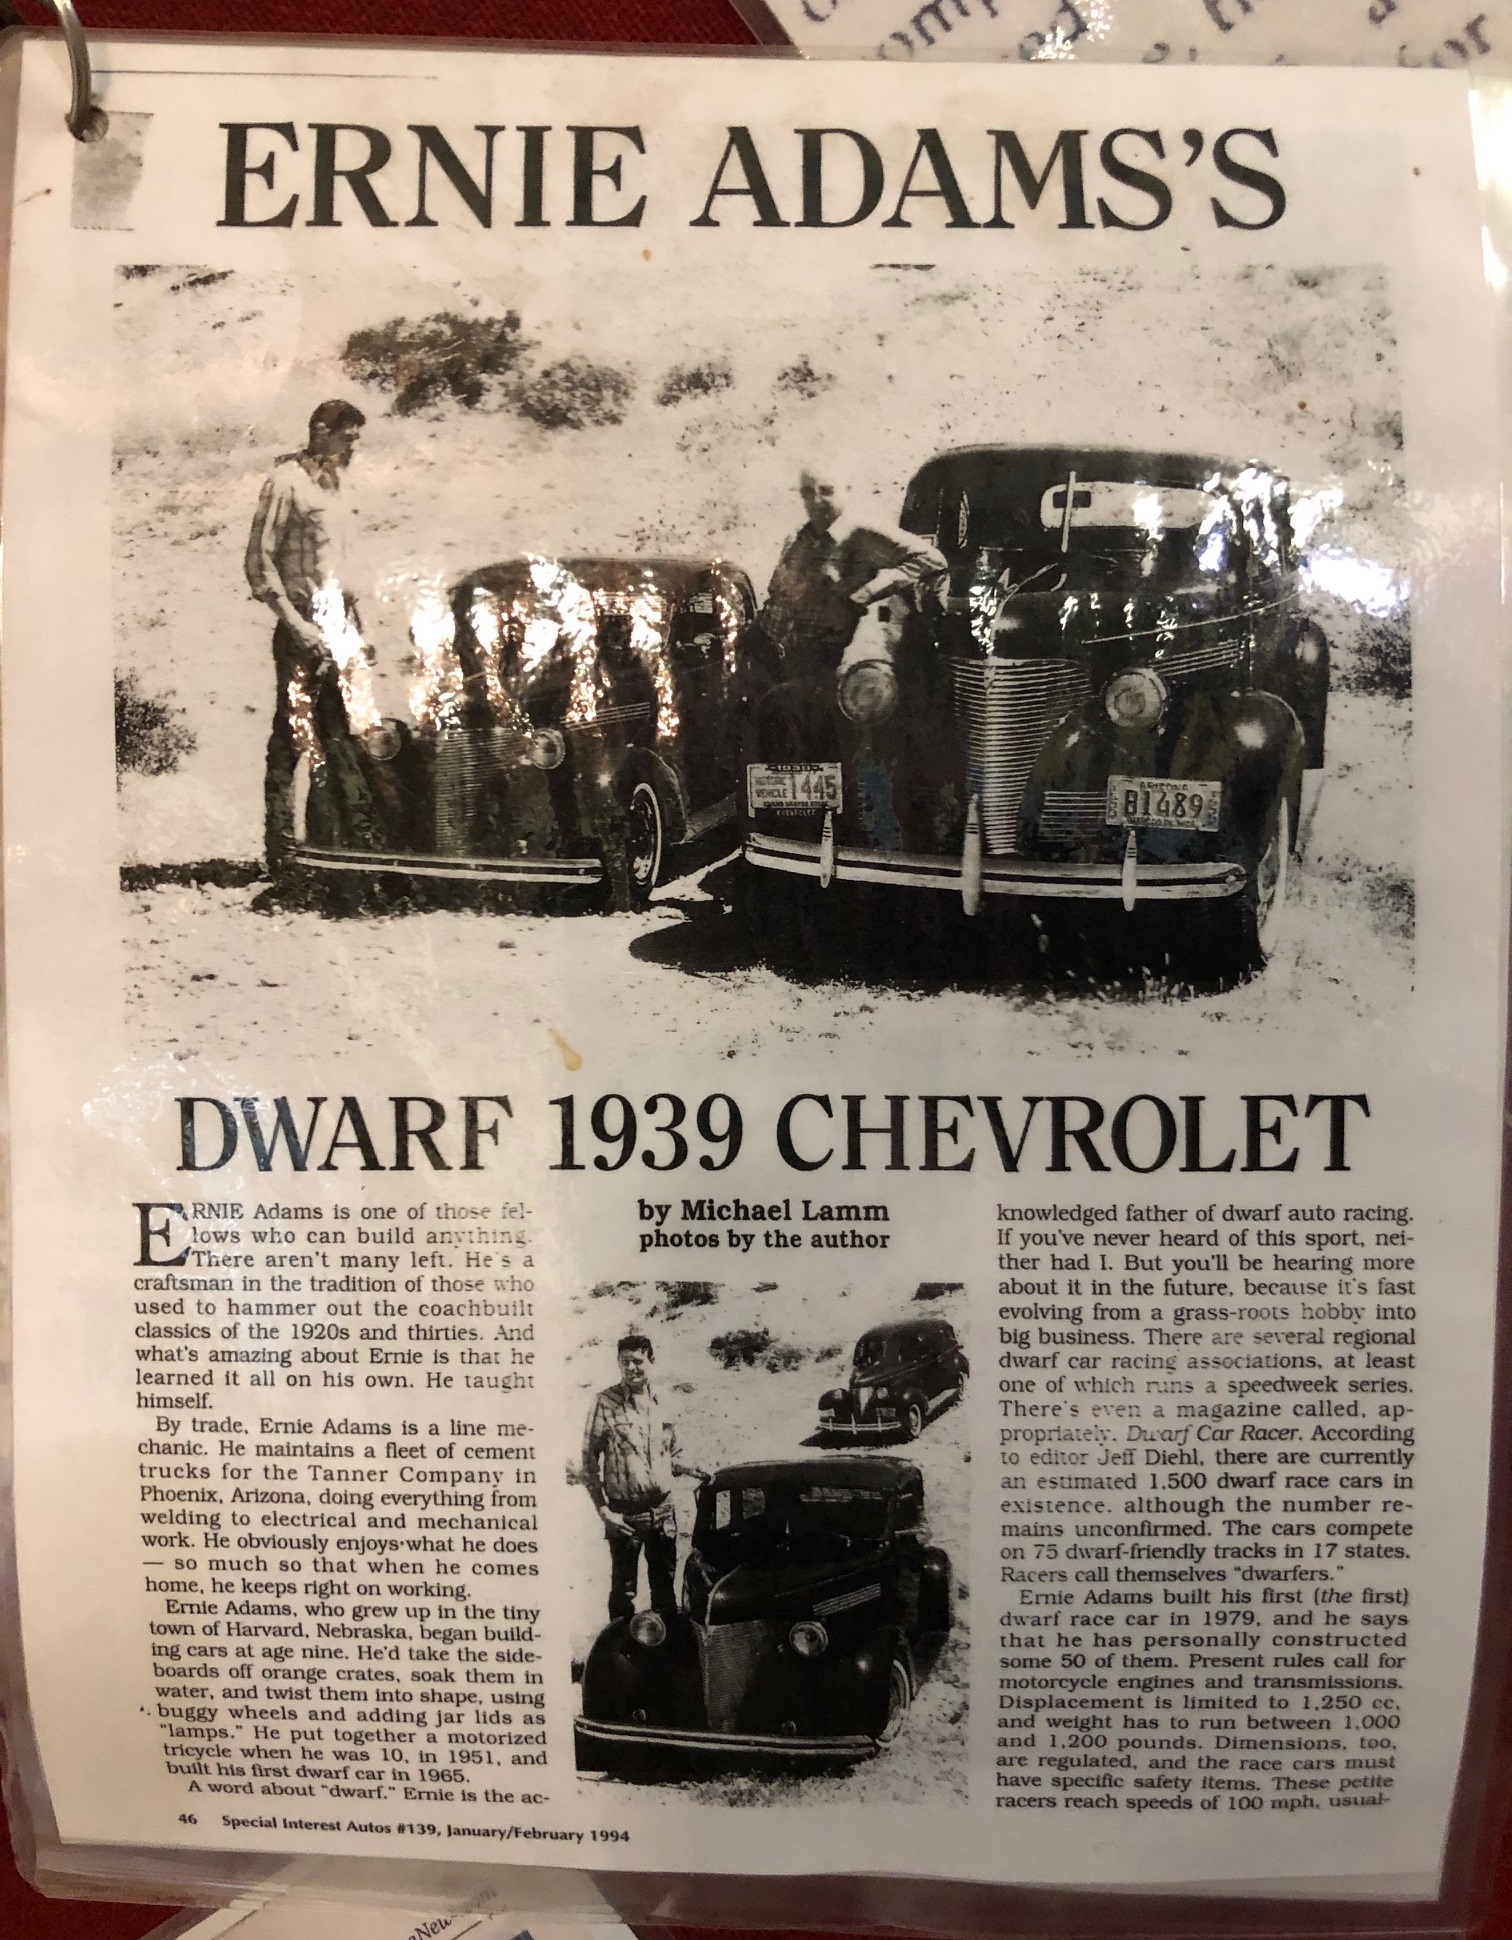 ERNIE ADAMS'S
1939
HISTORIC
VEHICLE 1445
CHEVROLET
ARIZONA
B1489
DWARF 1939 CHEVROLET
ERNIE Adams is one of those fel-
lows who can build anything.
There aren't many left. He's a
craftsman in the tradition of those who
used to hammer out the coachbuilt
classics of the 1920s and thirties. And
what's amazing about Ernie is that he
learned it all on his own. He taught
himself.
By trade, Ernie Adams is a line me-
chanic. He maintains a fleet of cement
trucks for the Tanner Company in
Phoenix, Arizona, doing everything from
welding to electrical and mechanical
work. He obviously enjoys what he does
— so much so that when he comes
home, he keeps right on working.
Ernie Adams, who grew up in the tiny
town of Harvard, Nebraska, began build-
ing cars at age nine. He'd take the side-
boards off orange crates, soak them in
water, and twist them into shape, using
buggy wheels and adding jar lids as
"lamps." He put together a motorized
tricycle when he was 10, in 1951, and
built his first dwarf car in 1965.
A word about "dwarf." Ernie is the ac-
by Michael Lamm
photos by the author
knowledged father of dwarf auto racing.
If you've never heard of this sport, nei-
ther had I. But you'll be hearing more
about it in the future, because it's fast
evolving from a grass-roots hobby into
big business. There are several regional
dwarf car racing associations, at least
one of which runs a speedweek series.
There's even a magazine called, ap-
propriately, Dwarf Car Racer. According
to editor Jeff Diehl, there are currently
an estimated 1,500 dwarf race cars in
existence, although the number re-
mains unconfirmed. The cars compete
on 75 dwarf-friendly tracks in 17 states.
Racers call themselves "dwarfers."
Ernie Adams built his first (the first)
dwarf race car in 1979, and he says
that he has personally constructed
some 50 of them. Present rules call for
motorcycle engines and transmissions.
Displacement is limited to 1,250 cc,
and weight has to run between 1,000
and 1,200 pounds. Dimensions, too,
are regulated, and the race cars must
have specific safety items. These petite
racers reach speeds of 100 mph, usual-
46 Special Interest Autos #139, January/February 1994